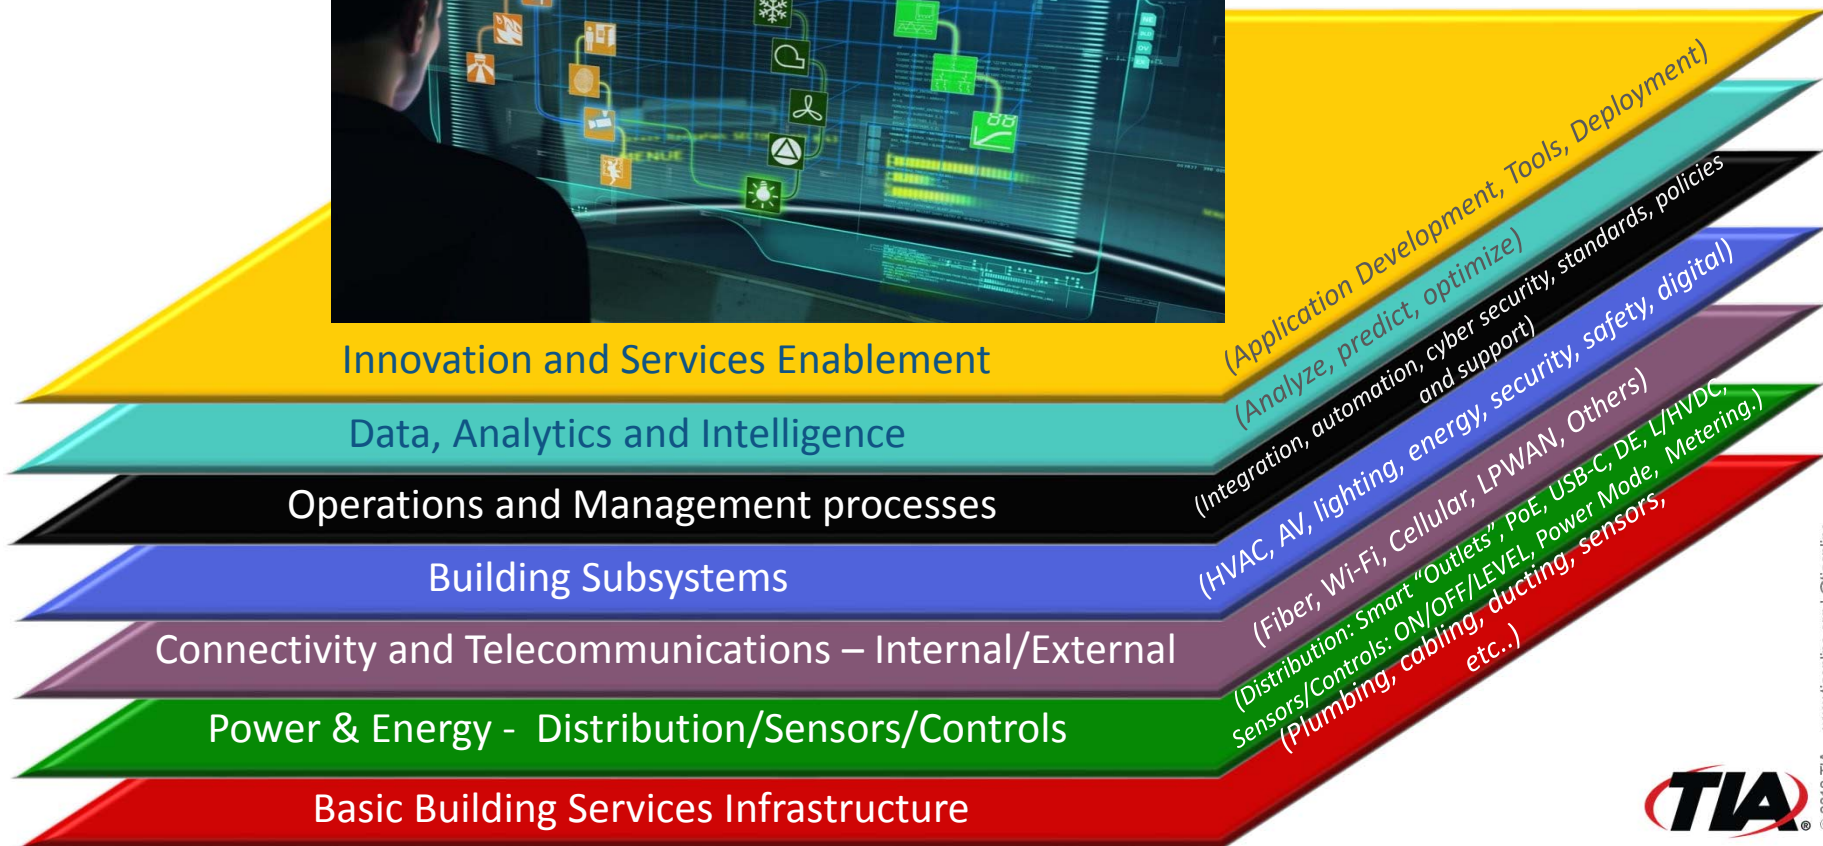 MENUE
Innovation and Services Enablement
(Application Development, Tools, Deployment)
Data, Analytics and Intelligence
(Analyze, predict, optimize)
Operations and Management processes
(Integration, automation, cyber security, standards, policies
and support)
Building Subsystems
(HVAC, AV, lighting, energy, security, safety, digital)
Connectivity and Telecommunications – Internal/External
(Fiber, Wi-Fi, Cellular, LPWAN, Others)
Power & Energy - Distribution/Sensors/Controls
(Distribution: Smart “Outlets”, PoE, USB-C, DE, L/HVDC,
Sensors/Controls: ON/OFF/LEVEL, Power Mode, Metering.)
Basic Building Services Infrastructure
(Plumbing, cabling, ducting, sensors,
etc..)
TIA®